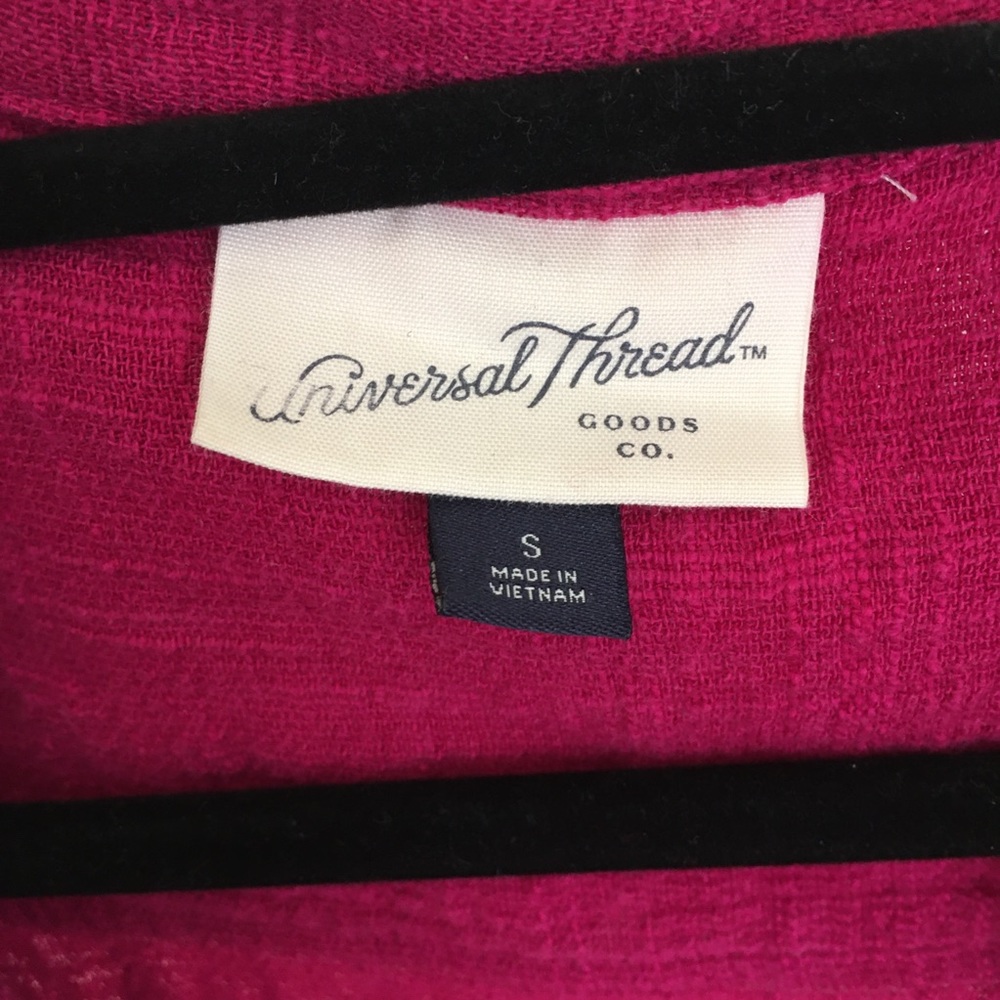 Universal Thread™
GOODS
CO.
S
MADE IN
VIETNAM